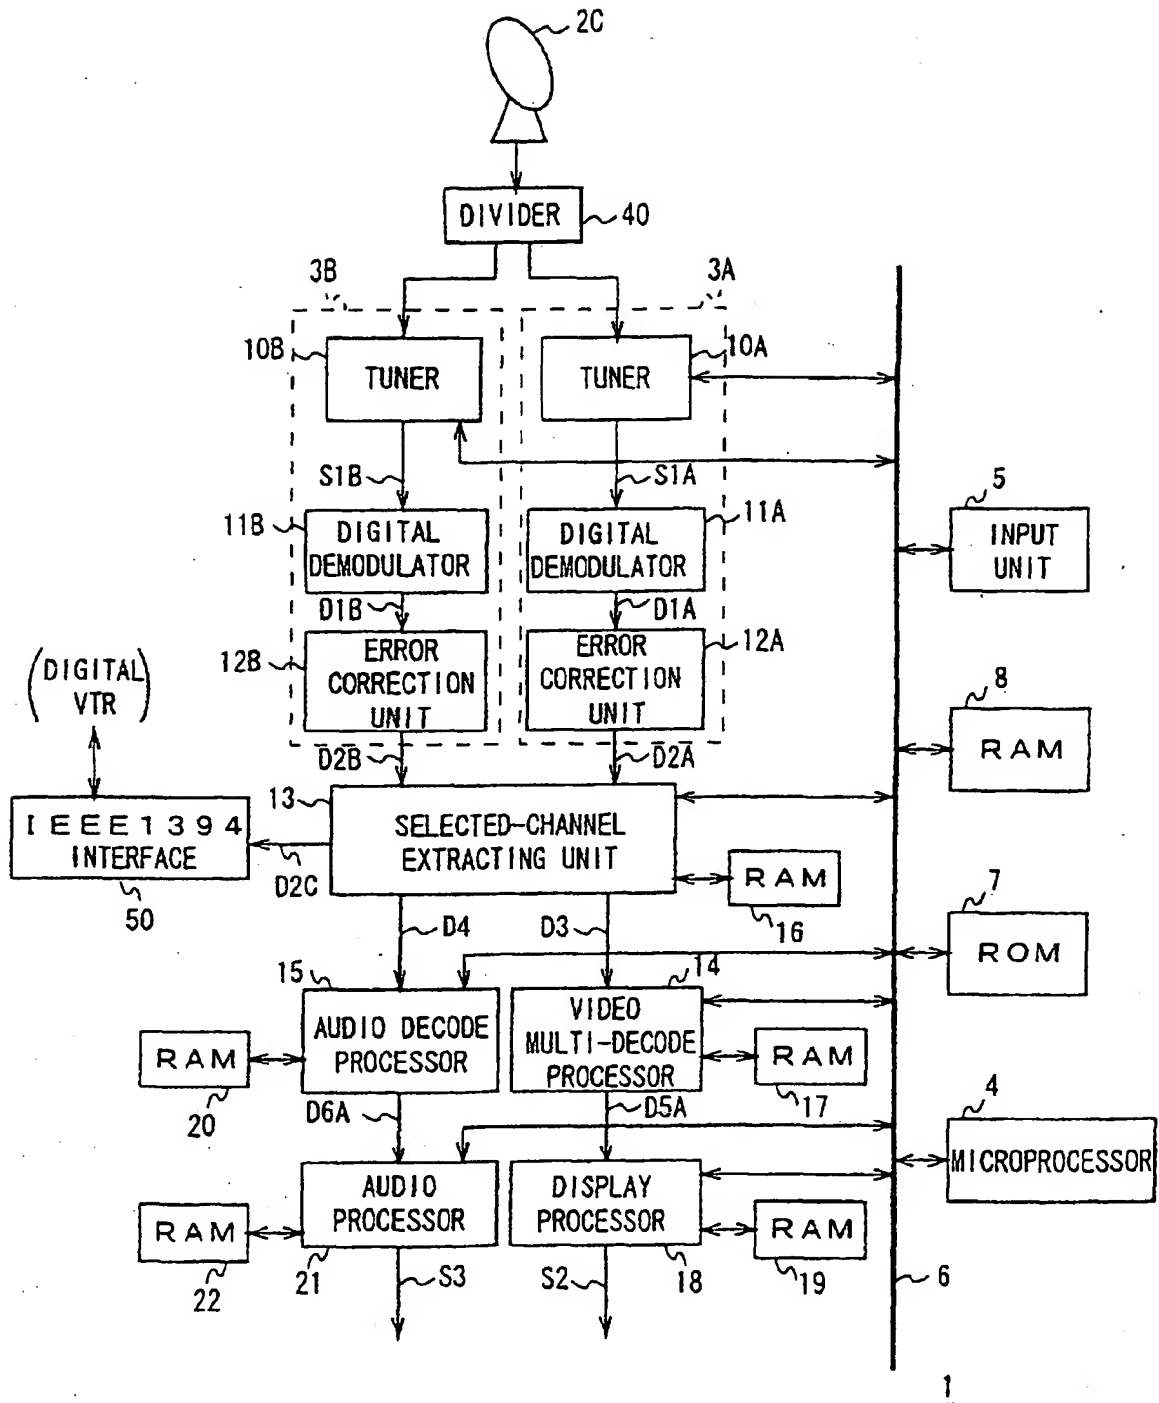 2C
DIVIDER
40
3B
3A
10B
TUNER
TUNER
10A
S1B
S1A
5
INPUT
UNIT
11B
DIGITAL
DEMODULATOR
DIGITAL
DEMODULATOR
11A
D1B
D1A
12B
ERROR
CORRECTION
UNIT
ERROR
CORRECTION
UNIT
12A
(DIGITAL
VTR)
8
RAM
D2B
D2A
13
SELECTED-CHANNEL
EXTRACTING UNIT
IEEE1394
INTERFACE
50
D2C
RAM
16
7
ROM
D4
D3
15
AUDIO DECODE
PROCESSOR
14
VIDEO
MULTI-DECODE
PROCESSOR
RAM
20
RAM
17
D6A
D5A
4
MICROPROCESSOR
AUDIO
PROCESSOR
21
DISPLAY
PROCESSOR
18
RAM
22
RAM
19
S3
S2
6
1